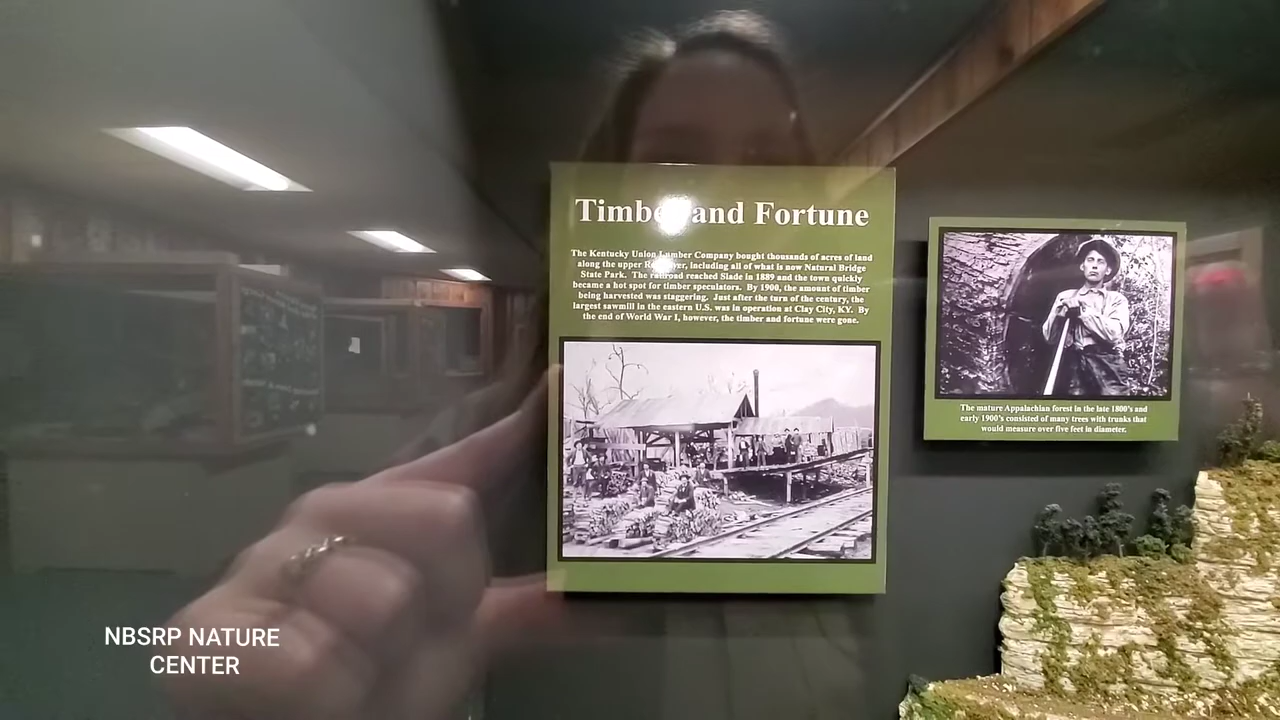 Timbe and Fortune
The Kentucky Union Lumber Company bought thousands of acres of land
along the upper River, including all of what is now Natural Bridge
State Park. The railroad reached Slade in 1889 and the town quickly
became a hot spot for timber speculators. By 1900, the amount of timber
being harvested was staggering. Just after the turn of the century, the
largest sawmill in the eastern U.S. was in operation at Clay City, KY. By
the end of World War I, however, the timber and fortune were gone.
The mature Appalachian forest in the late 1800's and
early 1900's consisted of many trees with trunks that
would measure over five feet in diameter.
NBSRP NATURE
CENTER